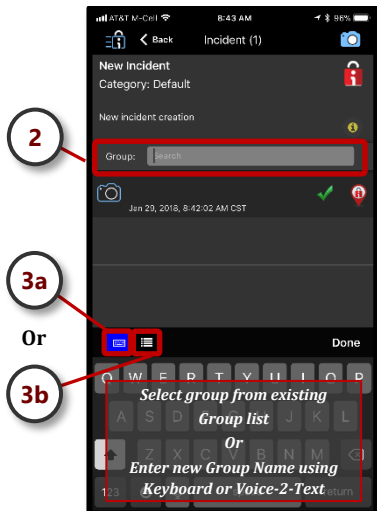 AT&T M-Cell 8:43 AM 96%
Back Incident (1)
New Incident
Category: Default
New incident creation
2
Group: Search
Jan 29, 2018, 8:42:02 AM CST
3a
Or
3b
Done
Q W E R T Y U I O P
Select group from existing
Group list
A S D J K L
Or
Z X C V B N M
Enter new Group Name using
Keyboard or Voice-2-Text
123 return